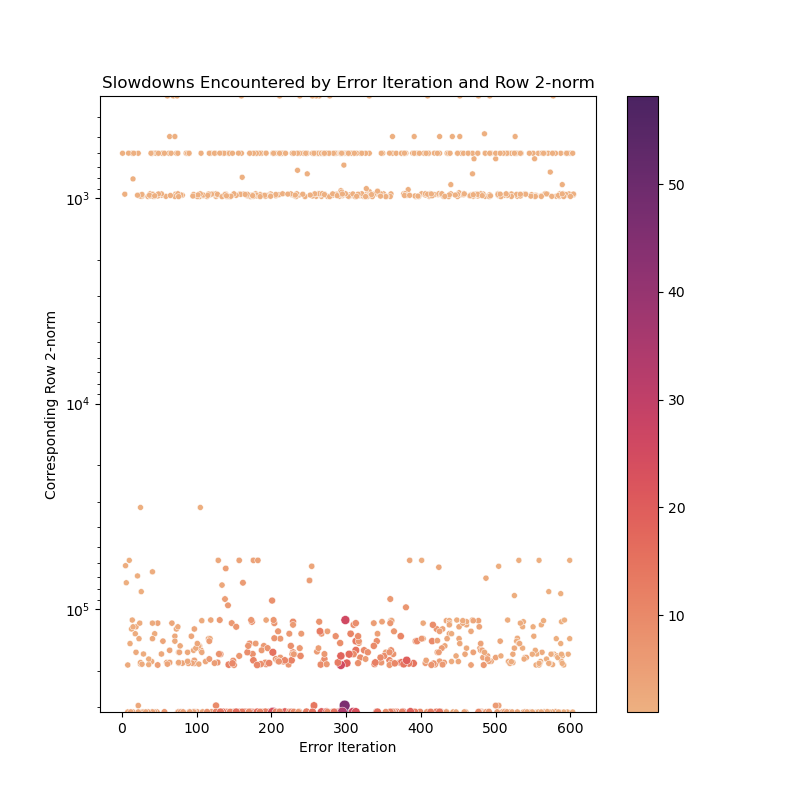 Slowdowns Encountered by Error Iteration and Row 2-norm
Corresponding Row 2-norm
10³
10⁴
10⁵
0 100 200 300 400 500 600
Error Iteration
50
40
30
20
10